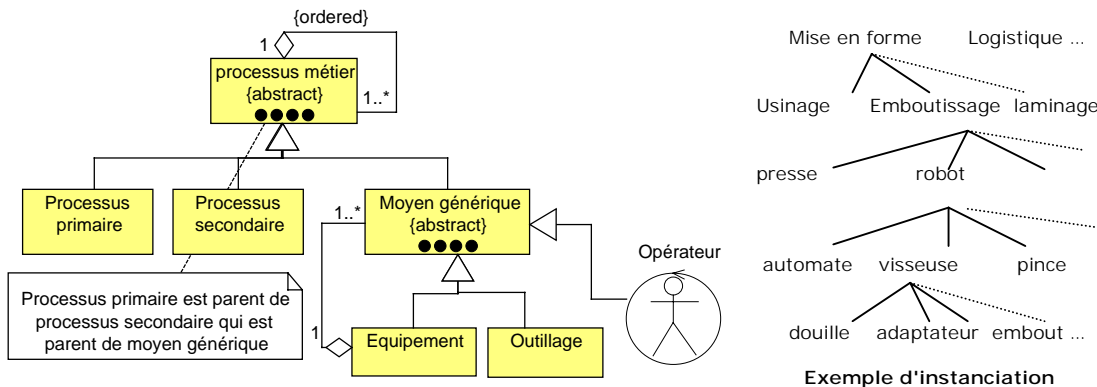 {ordered}
1
processus métier
{abstract}
1..*
Processus
primaire
Processus
secondaire
1..*
Moyen générique
{abstract}
Opérateur
Processus primaire est parent de
processus secondaire qui est
parent de moyen générique
1
Equipement
Outillage
Mise en forme
Logistique ...
Usinage
Emboutissage
laminage
presse
robot
automate
visseuse
pince
douille
adaptateur
embout ...
Exemple d'instanciation